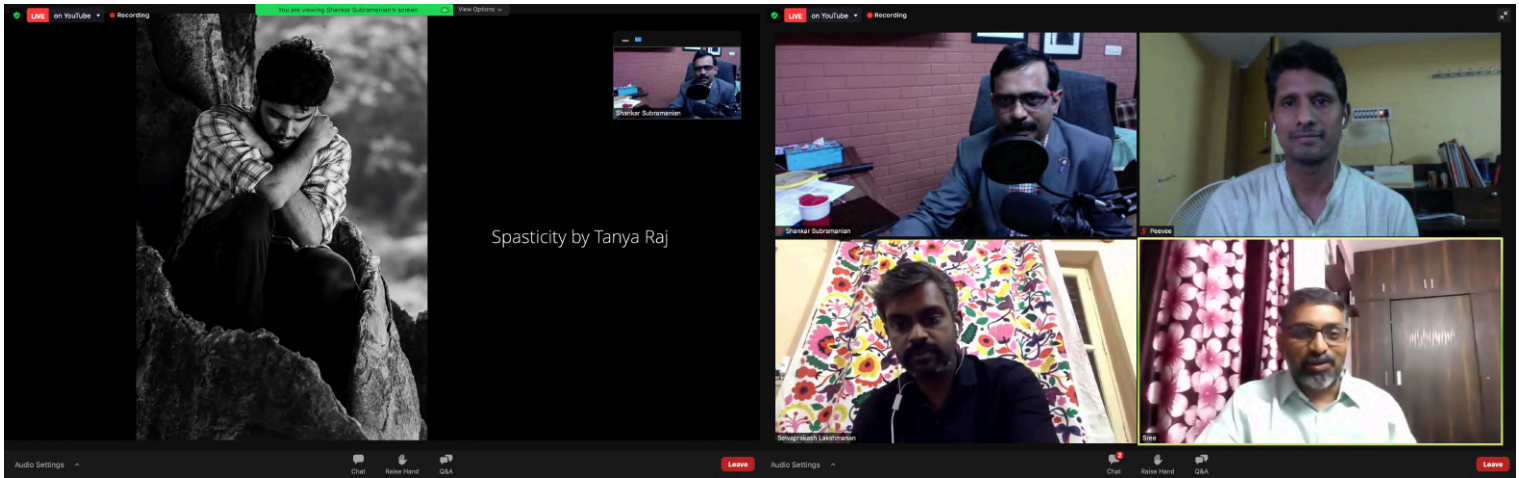 LIVE on YouTube Recording
You are viewing Shankar Subramanian's screen View Options
Shankar Subramanian
Spasticity by Tanya Raj
Audio Settings
Chat
Raise Hand
Q&A
Leave
LIVE on YouTube Recording
Shankar Subramanian
Peevee
Selvaprakash Lakshmanan
Sree
Audio Settings
2
Chat
Raise Hand
Q&A
Leave